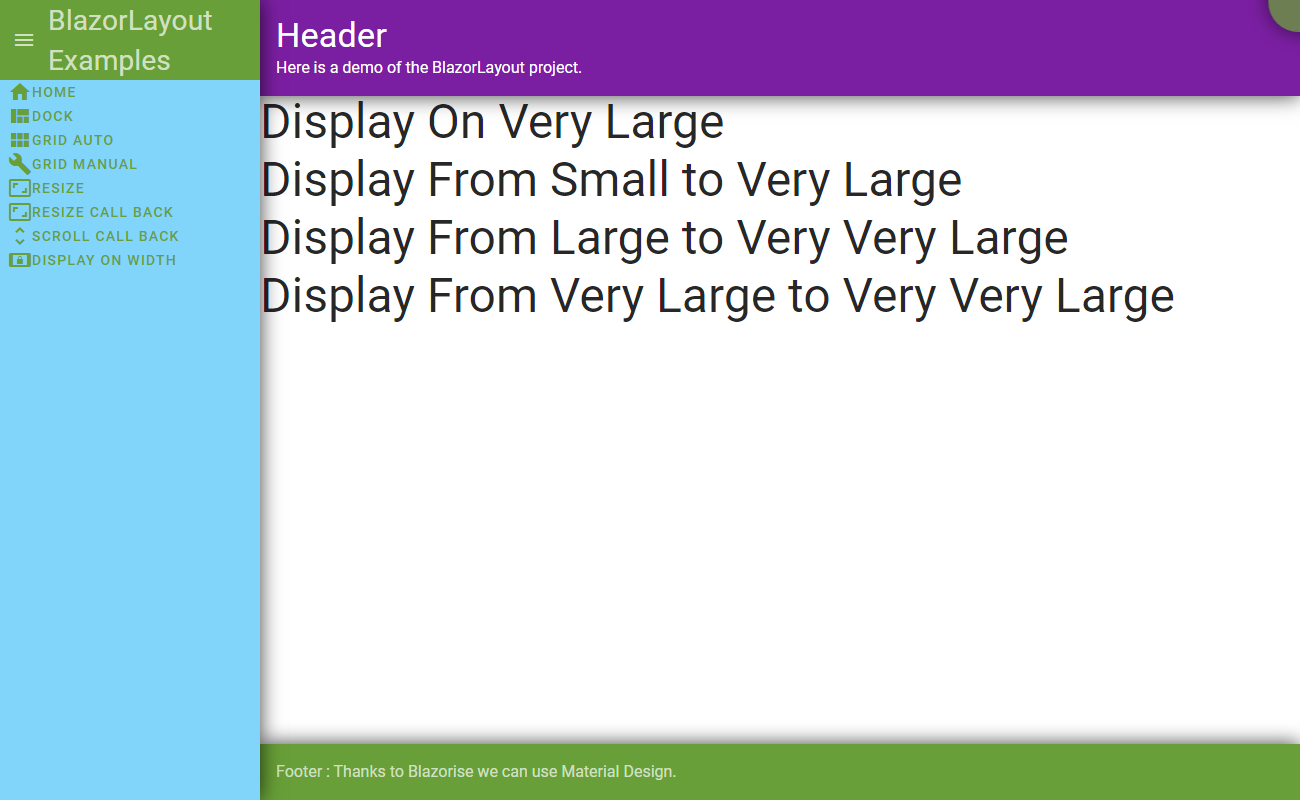 BlazorLayout
Examples
HOME
DOCK
GRID AUTO
GRID MANUAL
RESIZE
RESIZE CALL BACK
SCROLL CALL BACK
DISPLAY ON WIDTH
Header
Here is a demo of the BlazorLayout project.
Display On Very Large
Display From Small to Very Large
Display From Large to Very Very Large
Display From Very Large to Very Very Large
Footer : Thanks to Blazorise we can use Material Design.